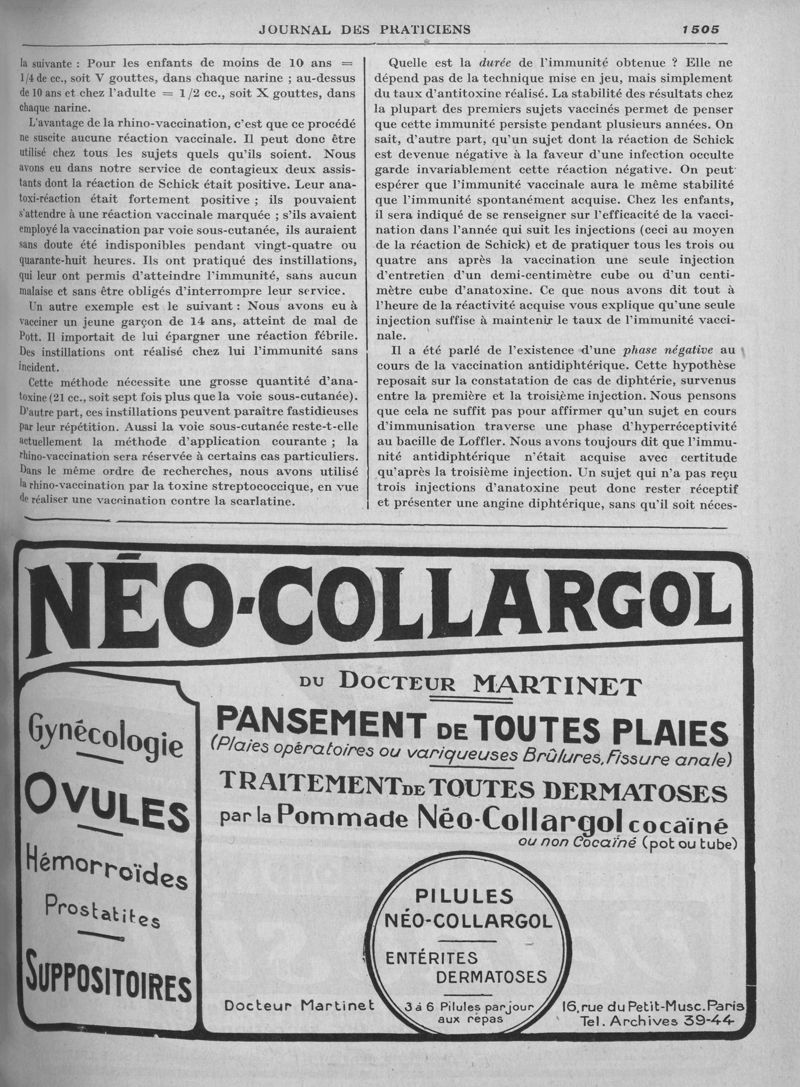 JOURNAL DES PRATICIENS 1505
la suivante : Pour les enfants de moins de 10 ans =
1/4 de cc., soit V gouttes, dans chaque narine ; au-dessus
de 10 ans et chez l'adulte = 1/2 cc., soit X gouttes, dans
chaque narine.
L'avantage de la rhino-vaccination, c'est que ce procédé
ne suscite aucune réaction vaccinale. Il peut donc être
utilisé chez tous les sujets quels qu'ils soient. Nous
avons eu dans notre service de contagieux deux assis-
tants dont la réaction de Schick était positive. Leur ana-
toxi-réaction était fortement positive ; ils pouvaient
s'attendre à une réaction vaccinale marquée ; s'ils avaient
employé la vaccination par voie sous-cutanée, ils auraient
sans doute été indisponibles pendant vingt-quatre ou
quarante-huit heures. Ils ont pratiqué des instillations,
qui leur ont permis d'atteindre l'immunité, sans aucun
malaise et sans être obligés d'interrompre leur service.
Un autre exemple est le suivant : Nous avons eu à
vacciner un jeune garçon de 14 ans, atteint de mal de
Pott. Il importait de lui épargner une réaction fébrile.
Des instillations ont réalisé chez lui l'immunité sans
incident.
Cette méthode nécessite une grosse quantité d'ana-
toxine (21 cc., soit sept fois plus que la voie sous-cutanée).
D'autre part, ces instillations peuvent paraître fastidieuses
par leur répétition. Aussi la voie sous-cutanée reste-t-elle
actuellement la méthode d'application courante ; la
rhino-vaccination sera réservée à certains cas particuliers.
Dans le même ordre de recherches, nous avons utilisé
la rhino-vaccination par la toxine streptococcique, en vue
de réaliser une vaccination contre la scarlatine.
Quelle est la durée de l'immunité obtenue ? Elle ne
dépend pas de la technique mise en jeu, mais simplement
du taux d'antitoxine réalisé. La stabilité des résultats chez
la plupart des premiers sujets vaccinés permet de penser
que cette immunité persiste pendant plusieurs années. On
sait, d'autre part, qu'un sujet dont la réaction de Schick
est devenue négative à la faveur d'une infection occulte
garde invariablement cette réaction négative. On peut
espérer que l'immunité vaccinale aura le même stabilité
que l'immunité spontanément acquise. Chez les enfants,
il sera indiqué de se renseigner sur l'efficacité de la vacci-
nation dans l'année qui suit les injections (ceci au moyen
de la réaction de Schick) et de pratiquer tous les trois ou
quatre ans après la vaccination une seule injection
d'entretien d'un demi-centimètre cube ou d'un centi-
mètre cube d'anatoxine. Ce que nous avons dit tout à
l'heure de la réactivité acquise vous explique qu'une seule
injection suffise à maintenir le taux de l'immunité vacci-
nale.
Il a été parlé de l'existence d'une phase négative au
cours de la vaccination antidiphtérique. Cette hypothèse
reposait sur la constatation de cas de diphtérie, survenus
entre la première et la troisième injection. Nous pensons
que cela ne suffit pas pour affirmer qu'un sujet en cours
d'immunisation traverse une phase d'hyperréceptivité
au bacille de Loffler. Nous avons toujours dit que l'immu-
nité antidiphtérique n'était acquise avec certitude
qu'après la troisième injection. Un sujet qui n'a pas reçu
trois injections d'anatoxine peut donc rester réceptif
et présenter une angine diphtérique, sans qu'il soit néces-
NÉO-COLLARGOL
DU DOCTEUR MARTINET
Gynécologie
OVULES
Hémorroïdes
Prostatites
SUPPOSITOIRES
PANSEMENT DE TOUTES PLAIES
(Plaies opératoires ou variqueuses Brûlures, Fissure anale)
TRAITEMENT DE TOUTES DERMATOSES
par la Pommade Néo-Collargol cocaïné
ou non Cocaïné (pot ou tube)
PILULES
NÉO-COLLARGOL
ENTÉRITES
DERMATOSES
3 à 6 Pilules par jour
aux repas
Docteur Martinet
16, rue du Petit-Musc. Paris
Tel. Archives 39-44